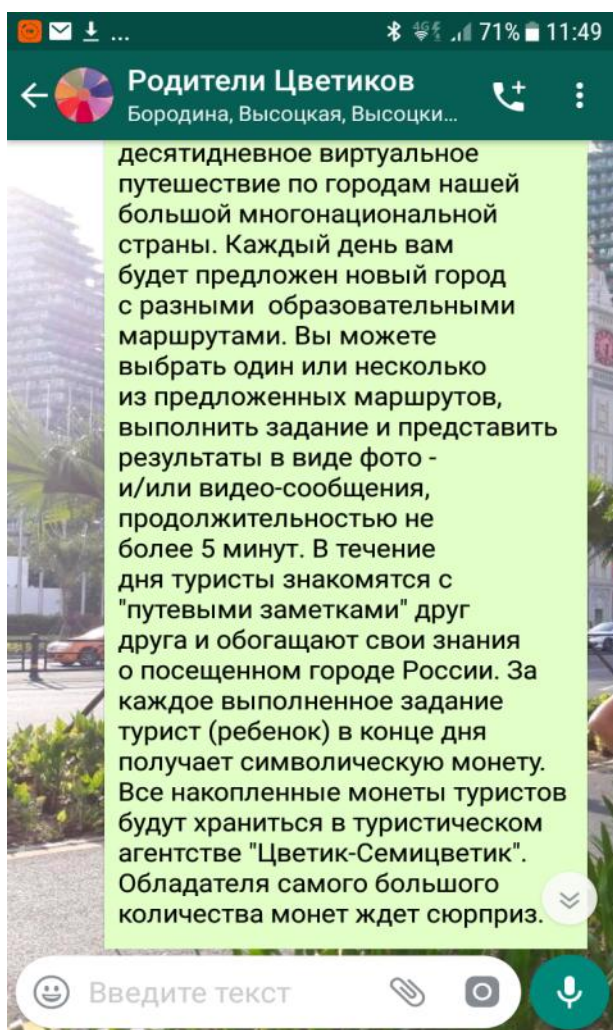 ... 71% 11:49
Родители Цветиков
Бородина, Высоцкая, Высоцки...
десятидневное виртуальное
путешествие по городам нашей
большой многонациональной
страны. Каждый день вам
будет предложен новый город
с разными образовательными
маршрутами. Вы можете
выбрать один или несколько
из предложенных маршрутов,
выполнить задание и представить
результаты в виде фото -
и/или видео-сообщения,
продолжительностью не
более 5 минут. В течение
дня туристы знакомятся с
"путевыми заметками" друг
друга и обогащают свои знания
о посещенном городе России. За
каждое выполненное задание
турист (ребенок) в конце дня
получает символическую монету.
Все накопленные монеты туристов
будут храниться в туристическом
агентстве "Цветик-Семицветик".
Обладателя самого большого
количества монет ждет сюрприз.
Введите текст